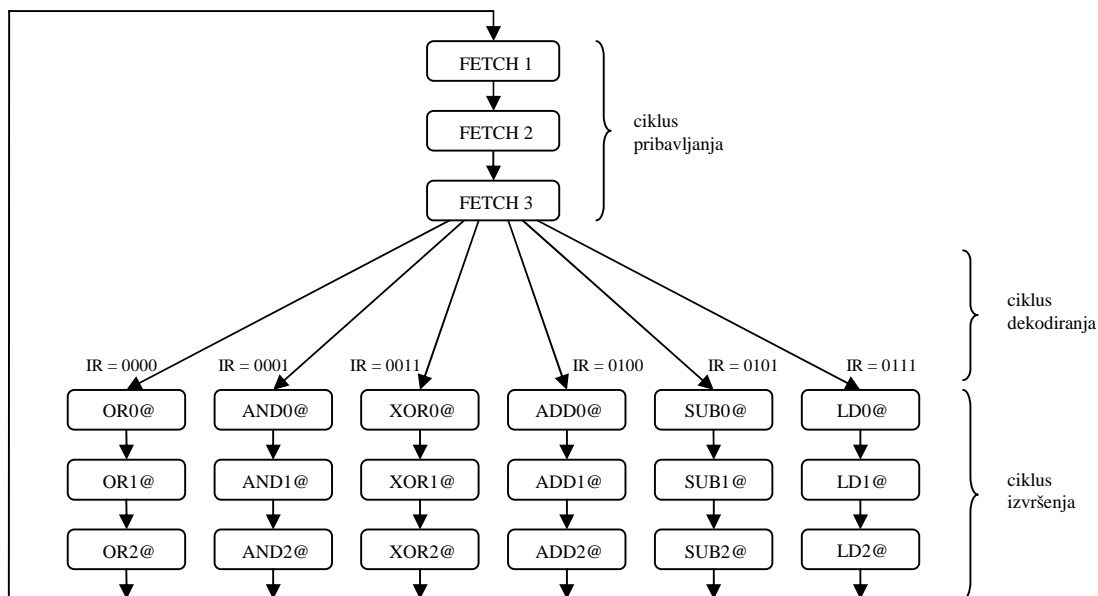 FETCH 1
FETCH 2
FETCH 3
ciklus
pribavljanja
ciklus
dekodiranja
IR = 0000
IR = 0001
IR = 0011
IR = 0100
IR = 0101
IR = 0111
OR0@
AND0@
XOR0@
ADD0@
SUB0@
LD0@
OR1@
AND1@
XOR1@
ADD1@
SUB1@
LD1@
ciklus
izvršenja
OR2@
AND2@
XOR2@
ADD2@
SUB2@
LD2@